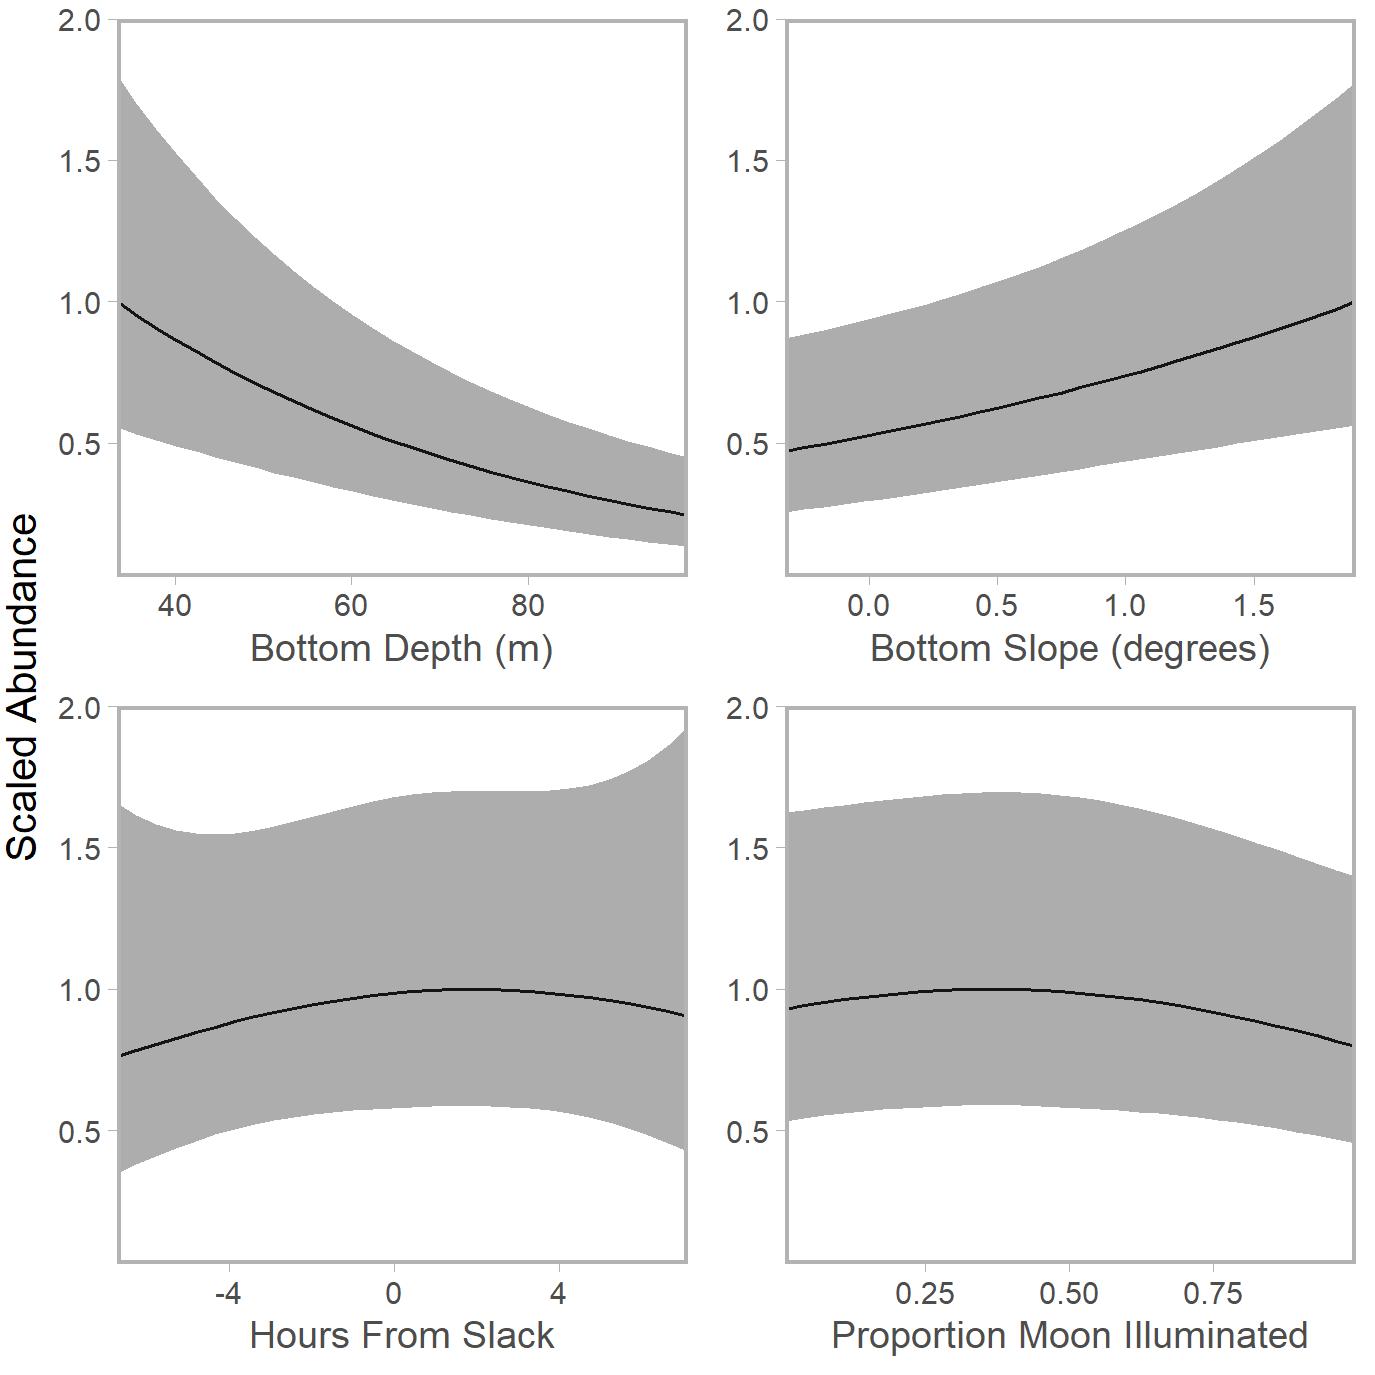 Scaled Abundance
2.0
1.5
1.0
0.5
40 60 80
Bottom Depth (m)
2.0
1.5
1.0
0.5
0.0 0.5 1.0 1.5
Bottom Slope (degrees)
2.0
1.5
1.0
0.5
-4 0 4
Hours From Slack
2.0
1.5
1.0
0.5
0.25 0.50 0.75
Proportion Moon Illuminated